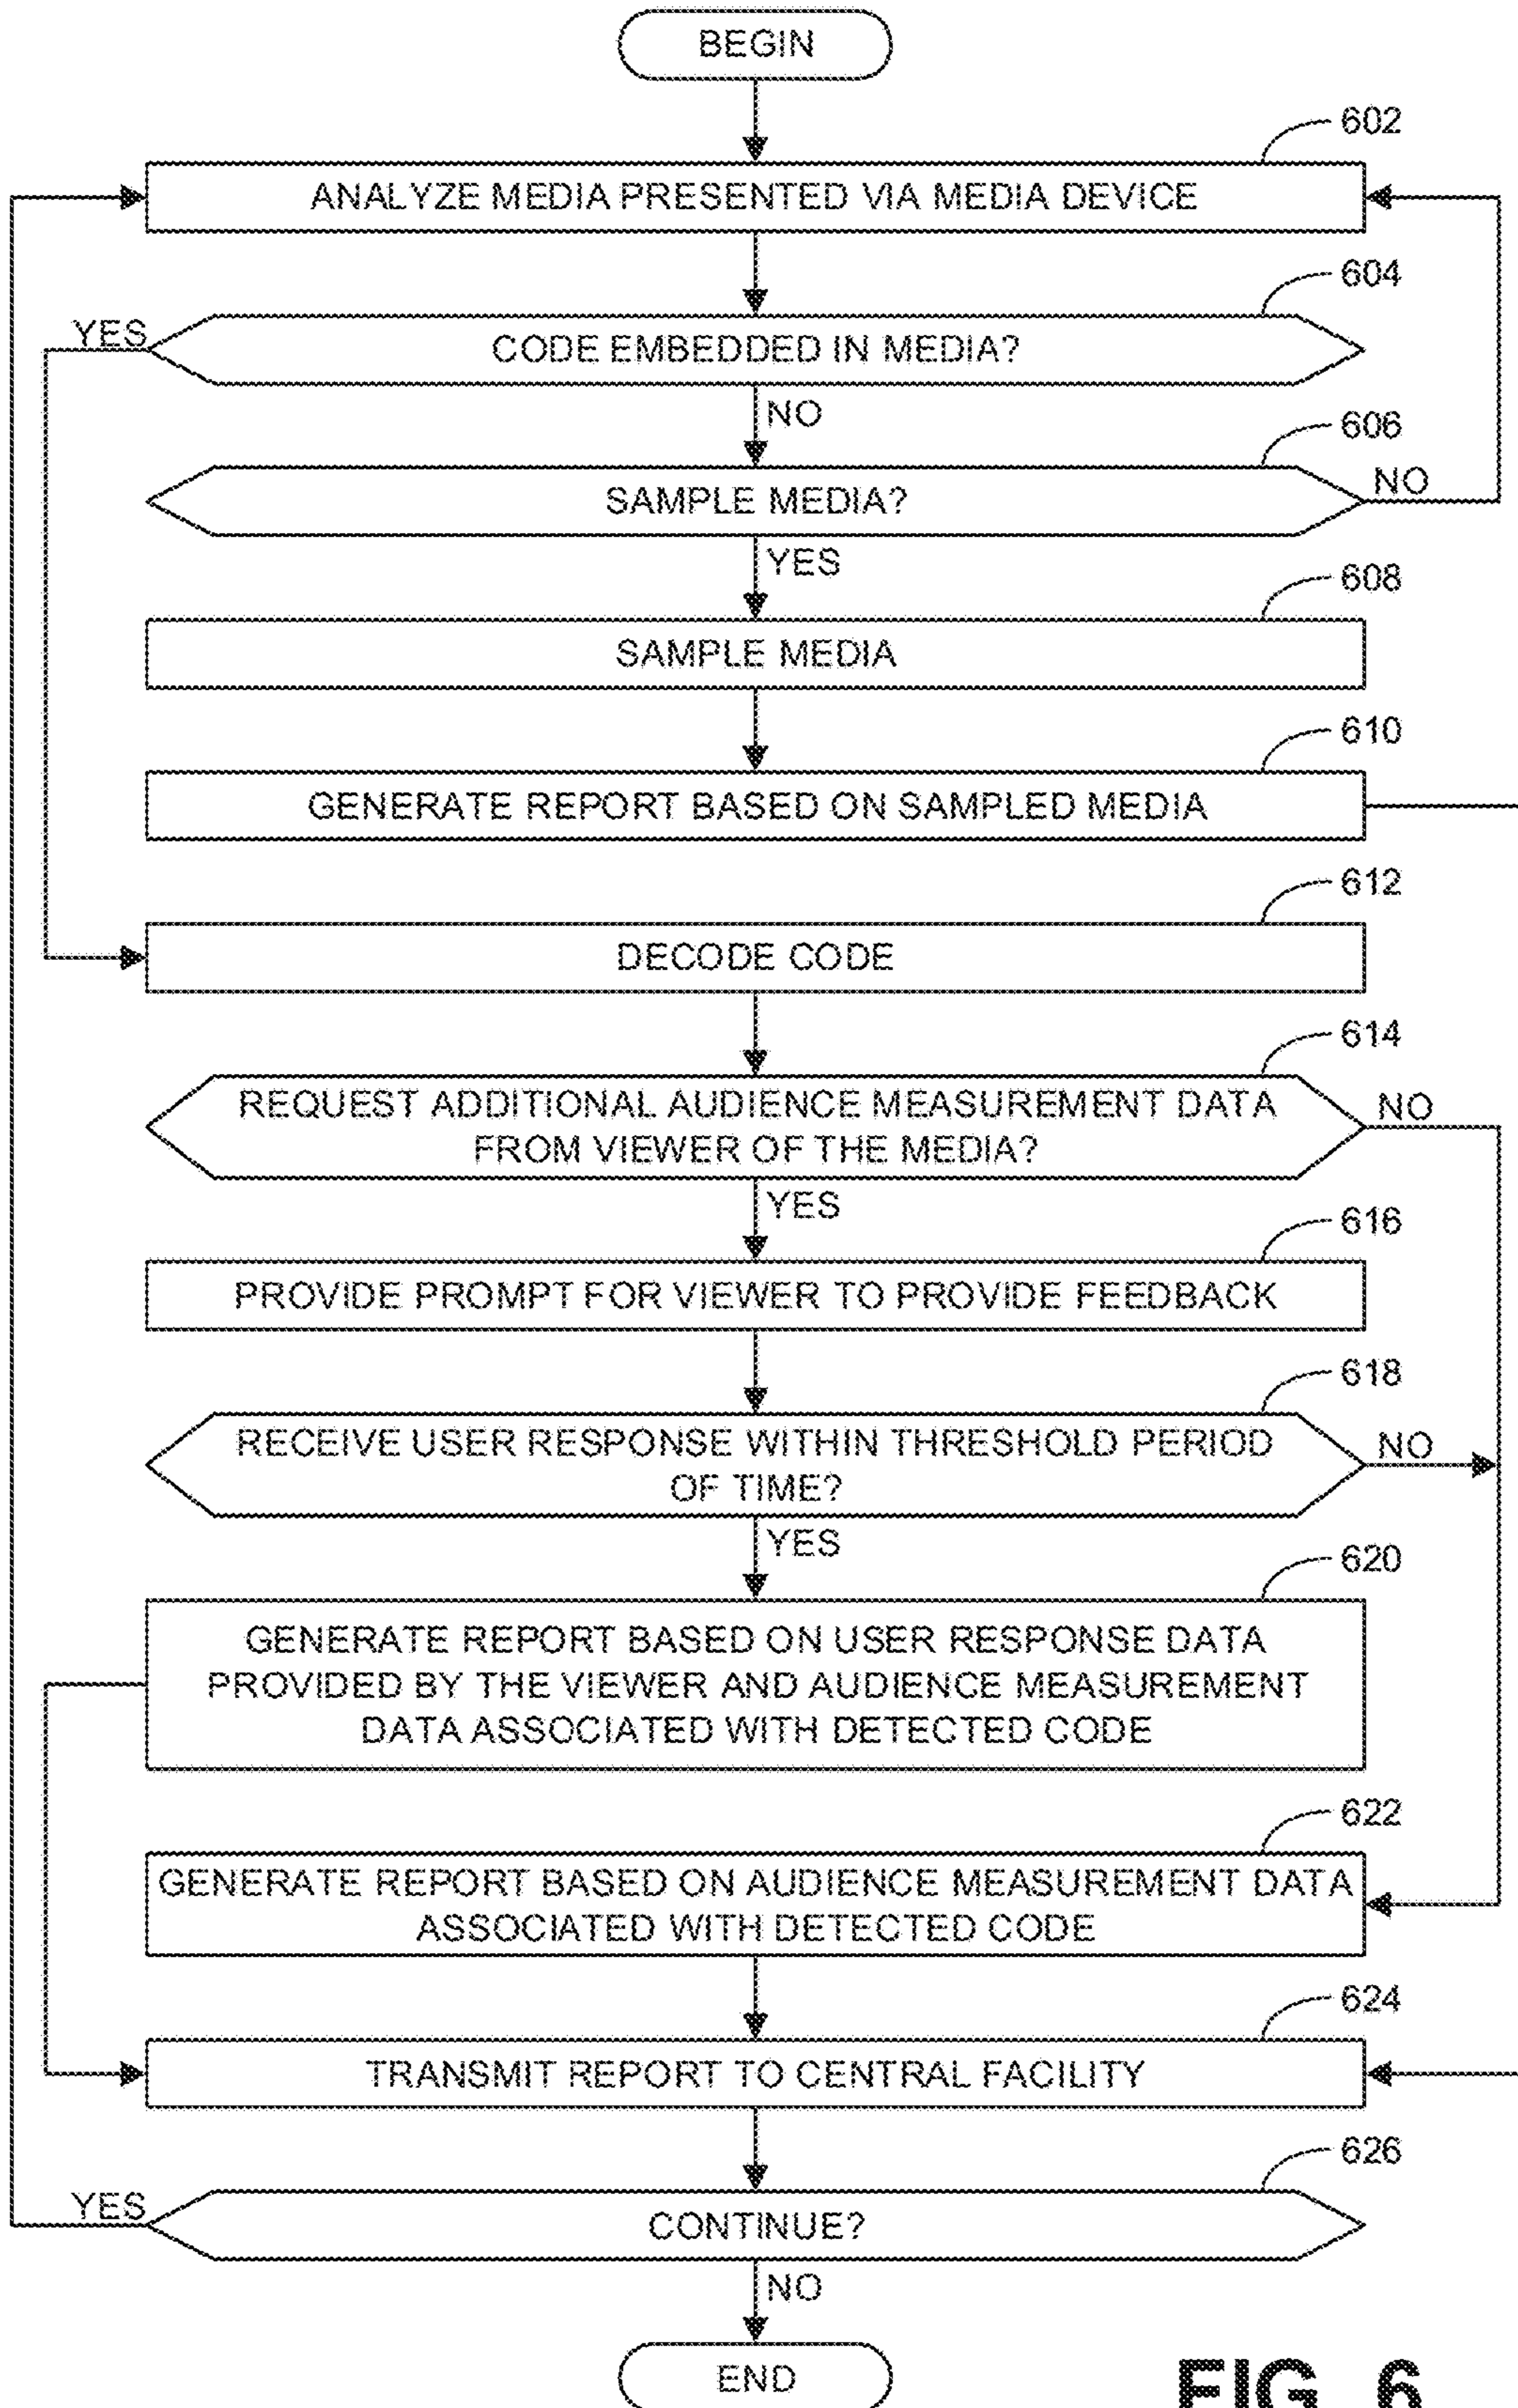 BEGIN
602
ANALYZE MEDIA PRESENTED VIA MEDIA DEVICE
604
YES
CODE EMBEDDED IN MEDIA?
NO
606
SAMPLE MEDIA?
NO
YES
608
SAMPLE MEDIA
610
GENERATE REPORT BASED ON SAMPLED MEDIA
612
DECODE CODE
614
REQUEST ADDITIONAL AUDIENCE MEASUREMENT DATA
FROM VIEWER OF THE MEDIA?
NO
YES
616
PROVIDE PROMPT FOR VIEWER TO PROVIDE FEEDBACK
618
RECEIVE USER RESPONSE WITHIN THRESHOLD PERIOD
OF TIME?
NO
YES
620
GENERATE REPORT BASED ON USER RESPONSE DATA
PROVIDED BY THE VIEWER AND AUDIENCE MEASUREMENT
DATA ASSOCIATED WITH DETECTED CODE
622
GENERATE REPORT BASED ON AUDIENCE MEASUREMENT DATA
ASSOCIATED WITH DETECTED CODE
624
TRANSMIT REPORT TO CENTRAL FACILITY
626
YES
CONTINUE?
NO
END
FIG. 6